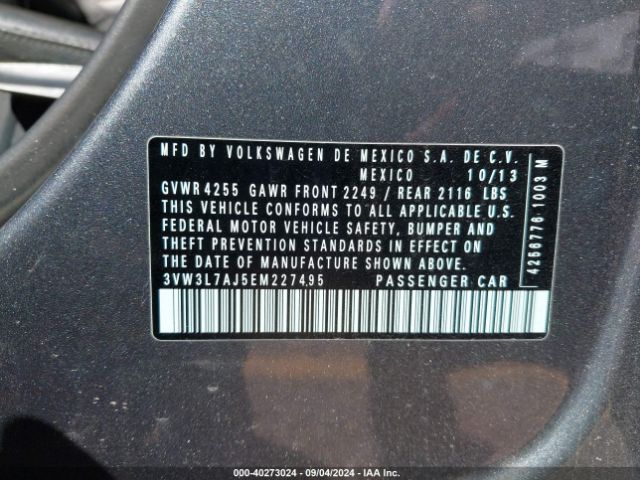 MFD BY VOLKSWAGEN DE MEXICO S.A. DE C.V.
MEXICO 10/13
GVWR 4255 GAWR FRONT 2249 / REAR 2116 LBS
THIS VEHICLE CONFORMS TO ALL APPLICABLE U.S.
FEDERAL MOTOR VEHICLE SAFETY, BUMPER AND
THEFT PREVENTION STANDARDS IN EFFECT ON
THE DATE OF MANUFACTURE SHOWN ABOVE.
3VW3L7AJ5EM227495 PASSENGER CAR
4256776 1003 M
000-40273024 - 09/04/2024 - IAA Inc.